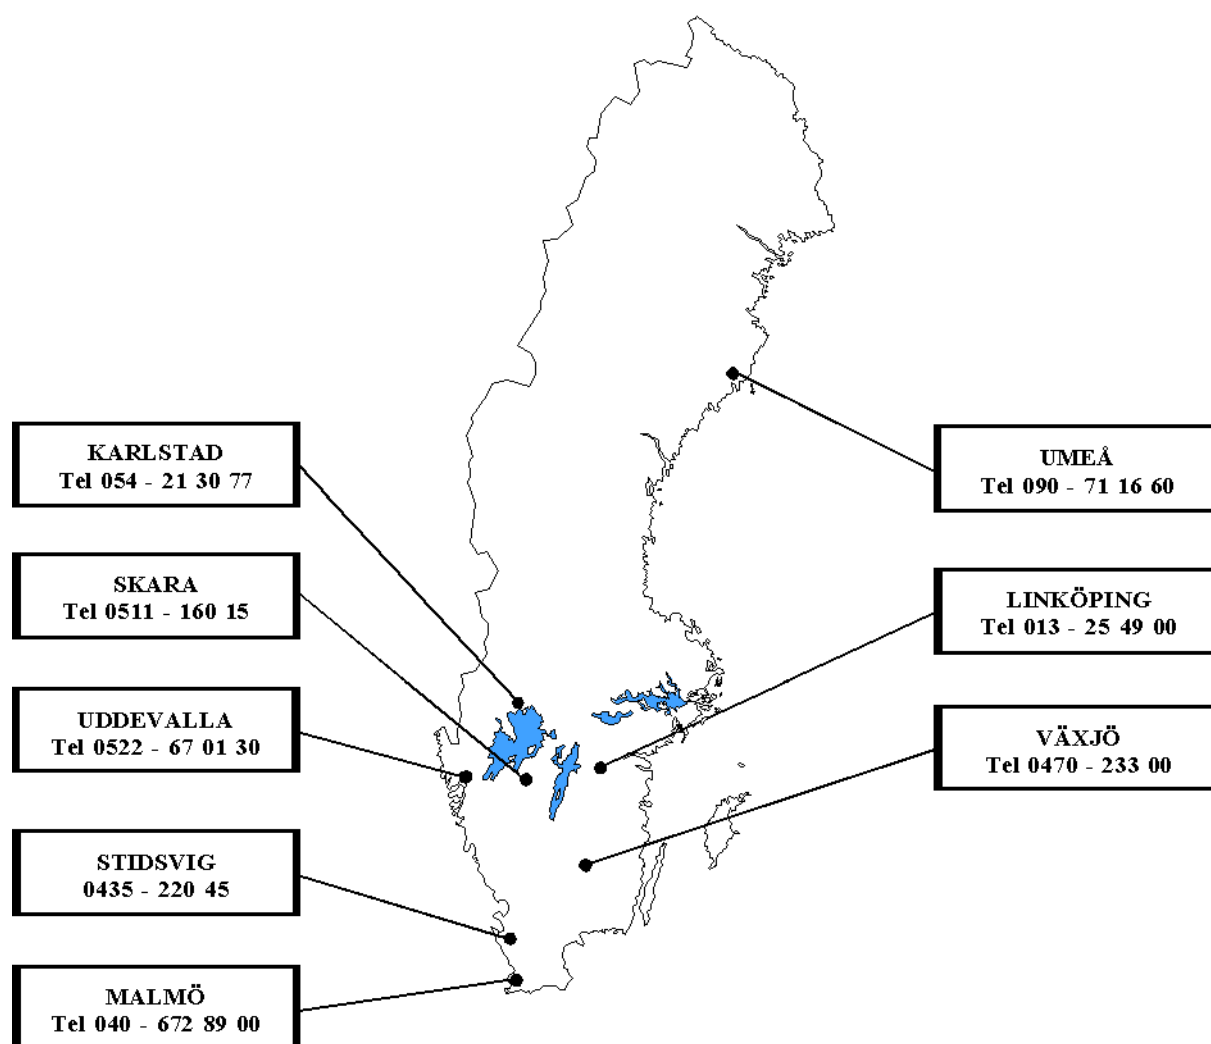 KARLSTAD
Tel 054 - 21 30 77
SKARA
Tel 0511 - 160 15
UDDEVALLA
Tel 0522 - 67 01 30
STIDSVIG
0435 - 220 45
MALMÖ
Tel 040 - 672 89 00
UMEÅ
Tel 090 - 71 16 60
LINKÖPING
Tel 013 - 25 49 00
VÄXJÖ
Tel 0470 - 233 00